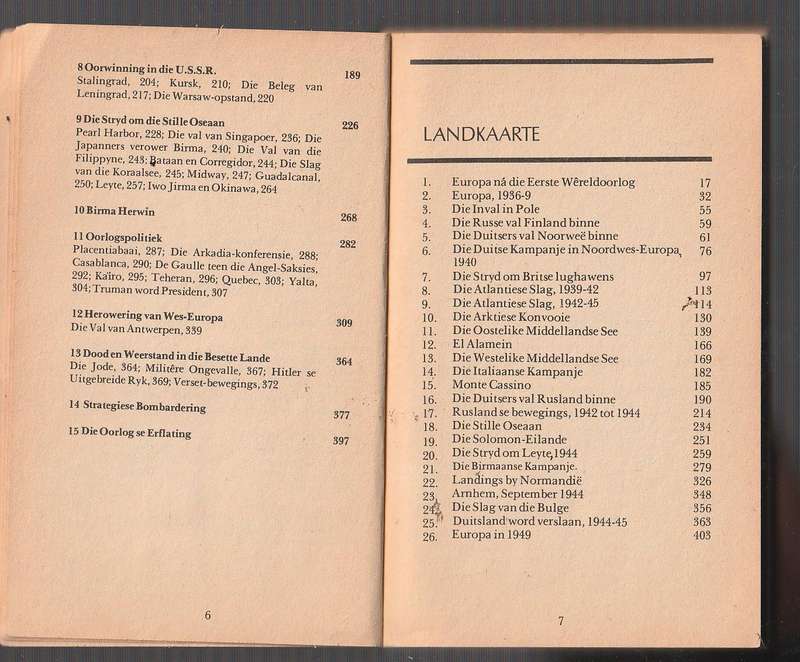 8 Oorwinning in die U.S.S.R. 189
Stalingrad, 204; Kursk, 210; Die Beleg van
Leningrad, 217; Die Warsaw-opstand, 220
9 Die Stryd om die Stille Oseaan 226
Pearl Harbor, 228; Die val van Singapoer, 236; Die
Japanners verower Birma, 240; Die Val van die
Filippyne, 243: Bataan en Corregidor, 244; Die Slag
van die Koraalsee, 245; Midway, 247; Guadalcanal,
250; Leyte, 257; Iwo Jirma en Okinawa, 264
10 Birma Herwin 268
11 Oorlogspolitiek 282
Placentiabaai, 287; Die Arkadia-konferensie, 288;
Casablanca, 290; De Gaulle teen die Angel-Saksies,
292; Kaïro, 295; Teheran, 296; Quebec, 303; Yalta,
304; Truman word President, 307
12 Herowering van Wes-Europa 309
Die Val van Antwerpen, 339
13 Dood en Weerstand in die Besette Lande 364
Die Jode, 364; Militêre Ongevalle, 367; Hitler se
Uitgebreide Ryk, 369; Verset-bewegings, 372
14 Strategiese Bombardering 377
15 Die Oorlog se Erflating 397
6
LANDKAARTE
1. Europa ná die Eerste Wêreldoorlog 17
2. Europa, 1936-9 32
3. Die Inval in Pole 55
4. Die Russe val Finland binne 59
5. Die Duitsers val Noorweë binne 61
6. Die Duitse Kampanje in Noordwes-Europa, 76
1940
7. Die Stryd om Britse lughawens 97
8. Die Atlantiese Slag, 1939-42 113
9. Die Atlantiese Slag, 1942-45 114
10. Die Arktiese Konvooie 130
11. Die Oostelike Middellandse See 139
12. El Alamein 166
13. Die Westelike Middellandse See 169
14. Die Italiaanse Kampanje 182
15. Monte Cassino 185
16. Die Duitsers val Rusland binne 190
17. Rusland se bewegings, 1942 tot 1944 214
18. Die Stille Oseaan 234
19. Die Solomon-Eilande 251
20. Die Stryd om Leyte, 1944 259
21. Die Birmaanse Kampanje. 279
22. Landings by Normandië 326
23. Arnhem, September 1944 348
24. Die Slag van die Bulge 356
25. Duitsland word verslaan, 1944-45 363
26. Europa in 1949 403
7